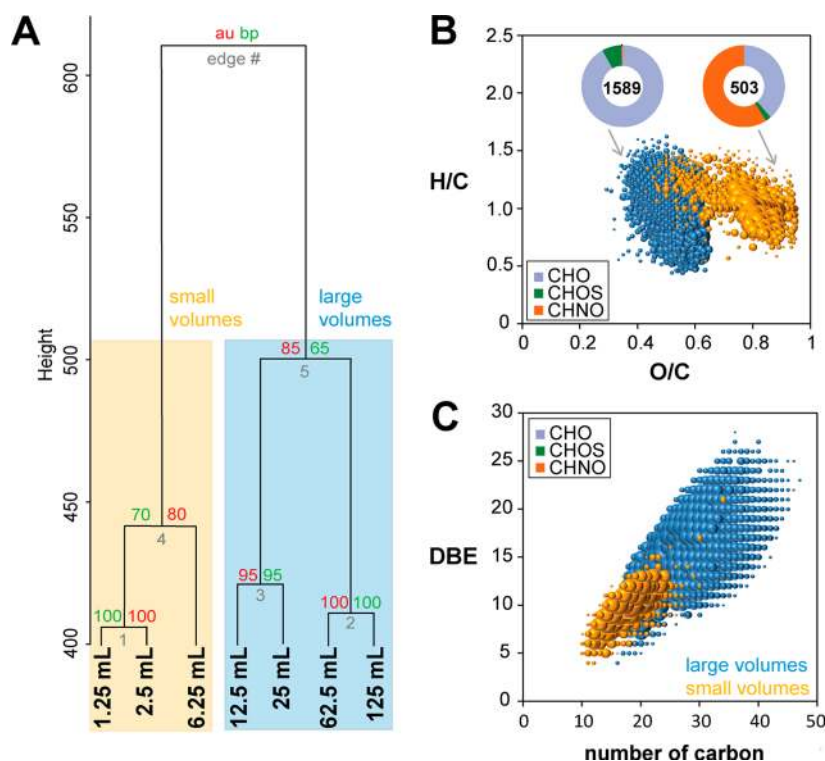 A
au bp
edge #
Height
600
550
500
450
400
small
volumes
large
volumes
85 65
5
70 80
4
95 95
3
100 100
2
100 100
1
1.25 mL
2.5 mL
6.25 mL
12.5 mL
25 mL
62.5 mL
125 mL
B
H/C
2.5
2.0
1.5
1.0
0.5
0
1589
503
CHO
CHOS
CHNO
0 0.2 0.4 0.6 0.8 1
O/C
C
DBE
30
25
20
15
10
5
0
CHO
CHOS
CHNO
large volumes
small volumes
0 10 20 30 40 50
number of carbon